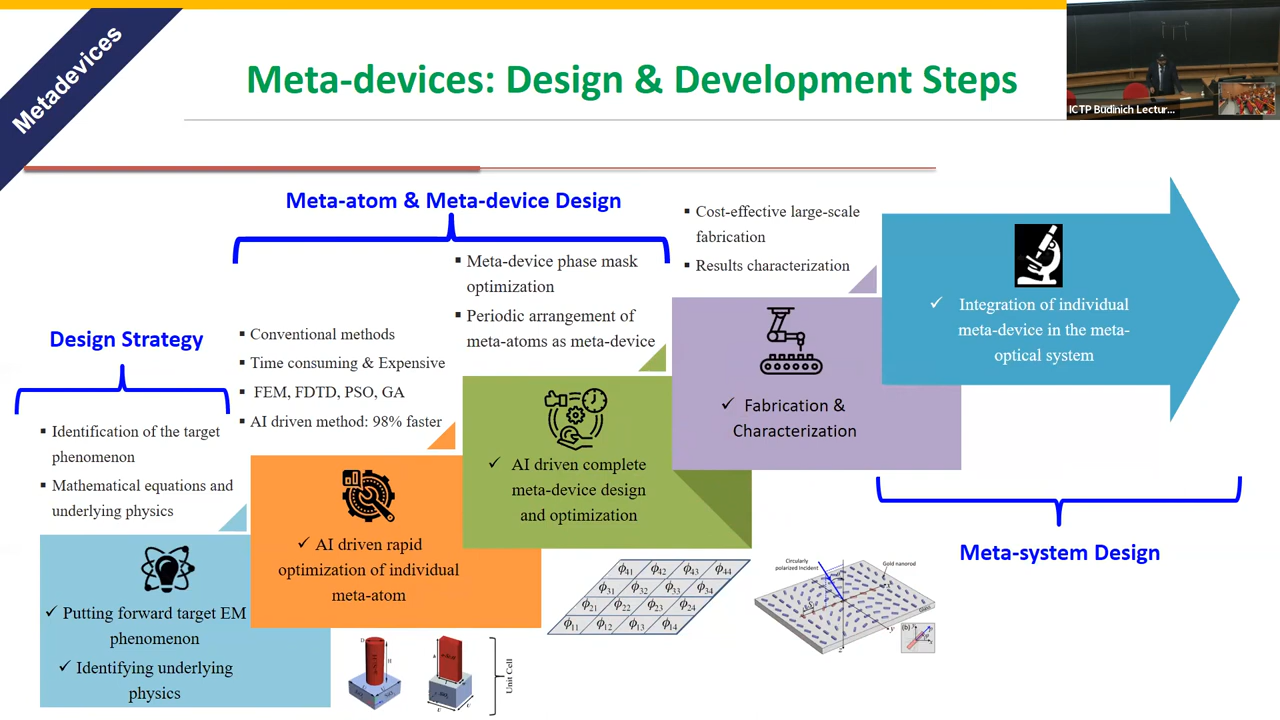 Metadevices
Meta-devices: Design & Development Steps
ICTP Budinich Lectur...
Meta-atom & Meta-device Design
▪ Cost-effective large-scale
fabrication
▪ Results characterization
▪ Meta-device phase mask
optimization
▪ Periodic arrangement of
meta-atoms as meta-device
Design Strategy
▪ Conventional methods
▪ Time consuming & Expensive
▪ FEM, FDTD, PSO, GA
▪ AI driven method: 98% faster
▪ Identification of the target
phenomenon
▪ Mathematical equations and
underlying physics
✓ Putting forward target EM
phenomenon
✓ Identifying underlying
physics
✓ AI driven rapid
optimization of individual
meta-atom
✓ AI driven complete
meta-device design
and optimization
✓ Fabrication &
Characterization
✓ Integration of individual
meta-device in the meta-
optical system
Meta-system Design
Unit Cell
ϕ41 ϕ42 ϕ43 ϕ44
ϕ31 ϕ32 ϕ33 ϕ34
ϕ21 ϕ22 ϕ23 ϕ24
ϕ11 ϕ12 ϕ13 ϕ14
Circularly
polarized Incident
Gold nanorod
(b)